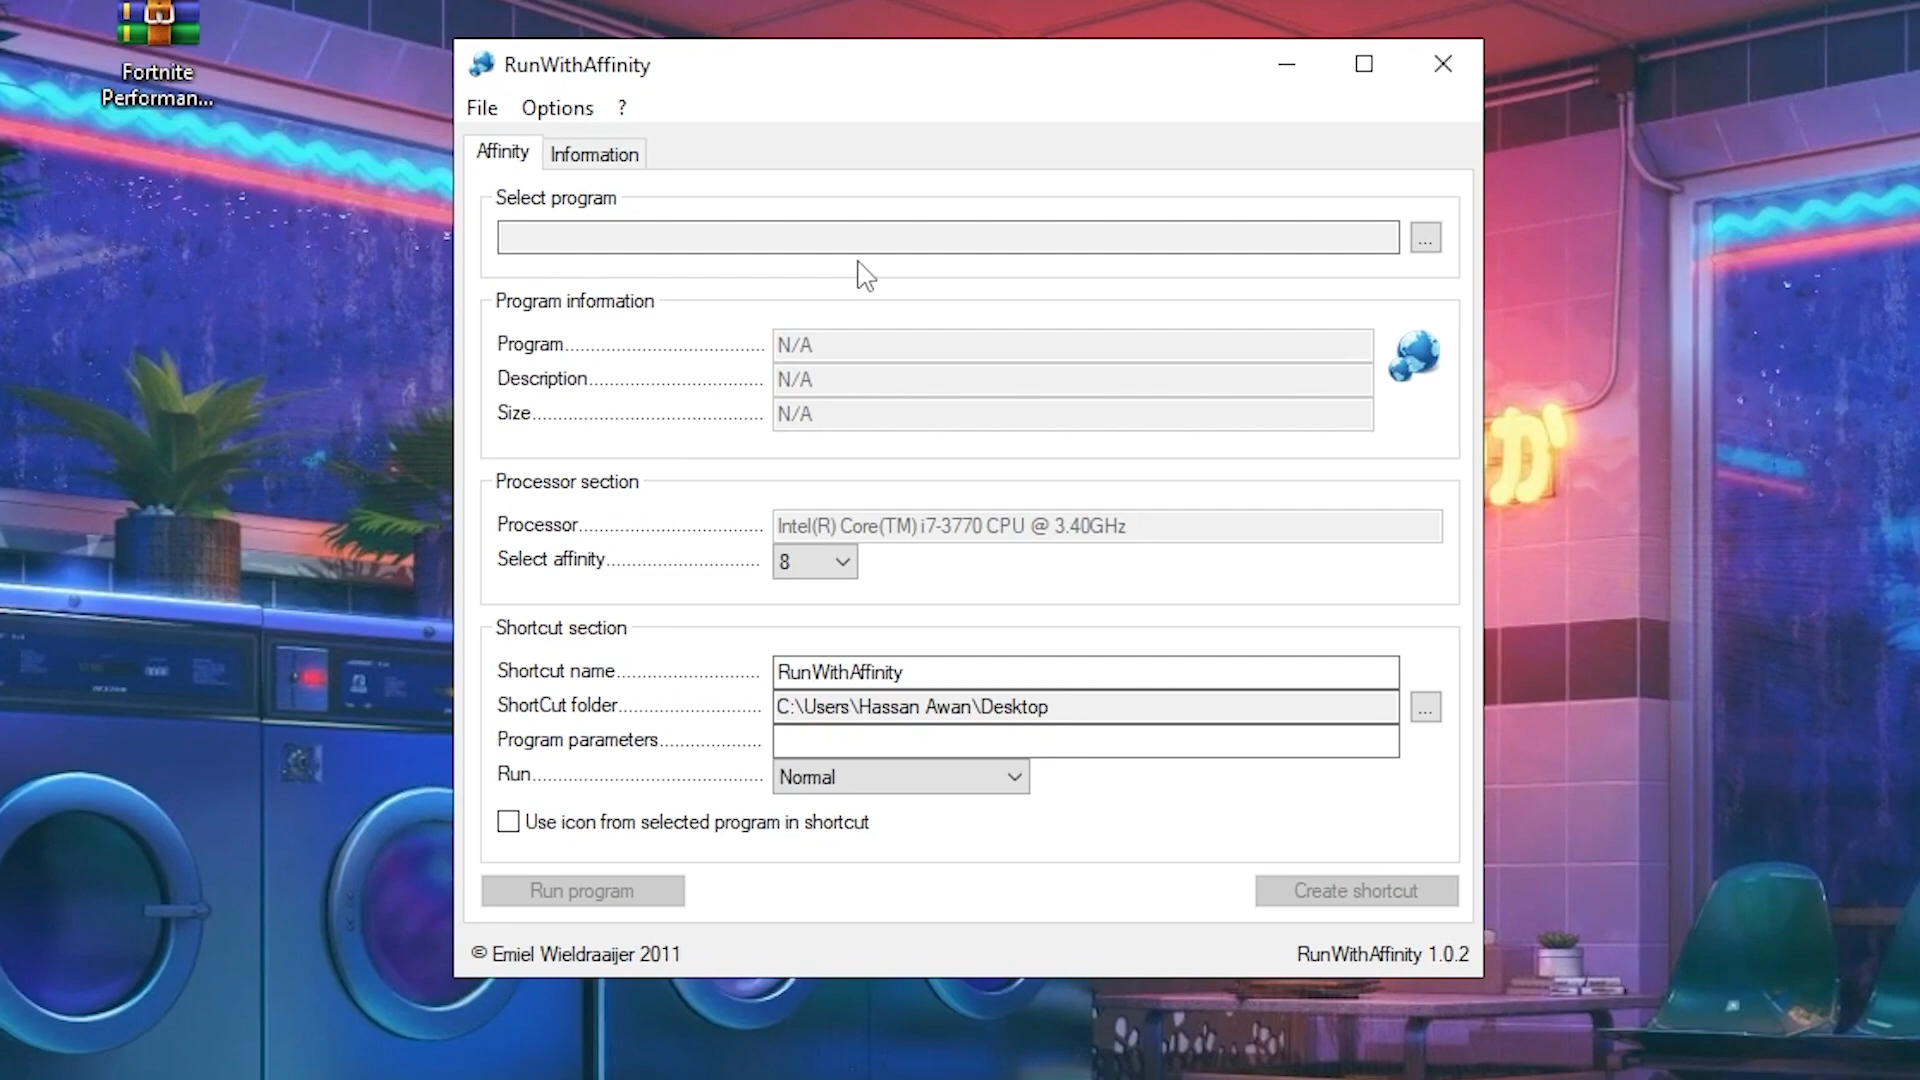 Fortnite
Performan...
RunWithAffinity
File Options ?
Affinity Information
Select program
...
Program information
Program N/A
Description N/A
Size N/A
Processor section
Processor Intel(R) Core(TM) i7-3770 CPU @ 3.40GHz
Select affinity 8
Shortcut section
Shortcut name RunWithAffinity
ShortCut folder C:\Users\Hassan Awan\Desktop ...
Program parameters
Run Normal
Use icon from selected program in shortcut
Run program Create shortcut
© Emiel Wieldraaijer 2011 RunWithAffinity 1.0.2
が